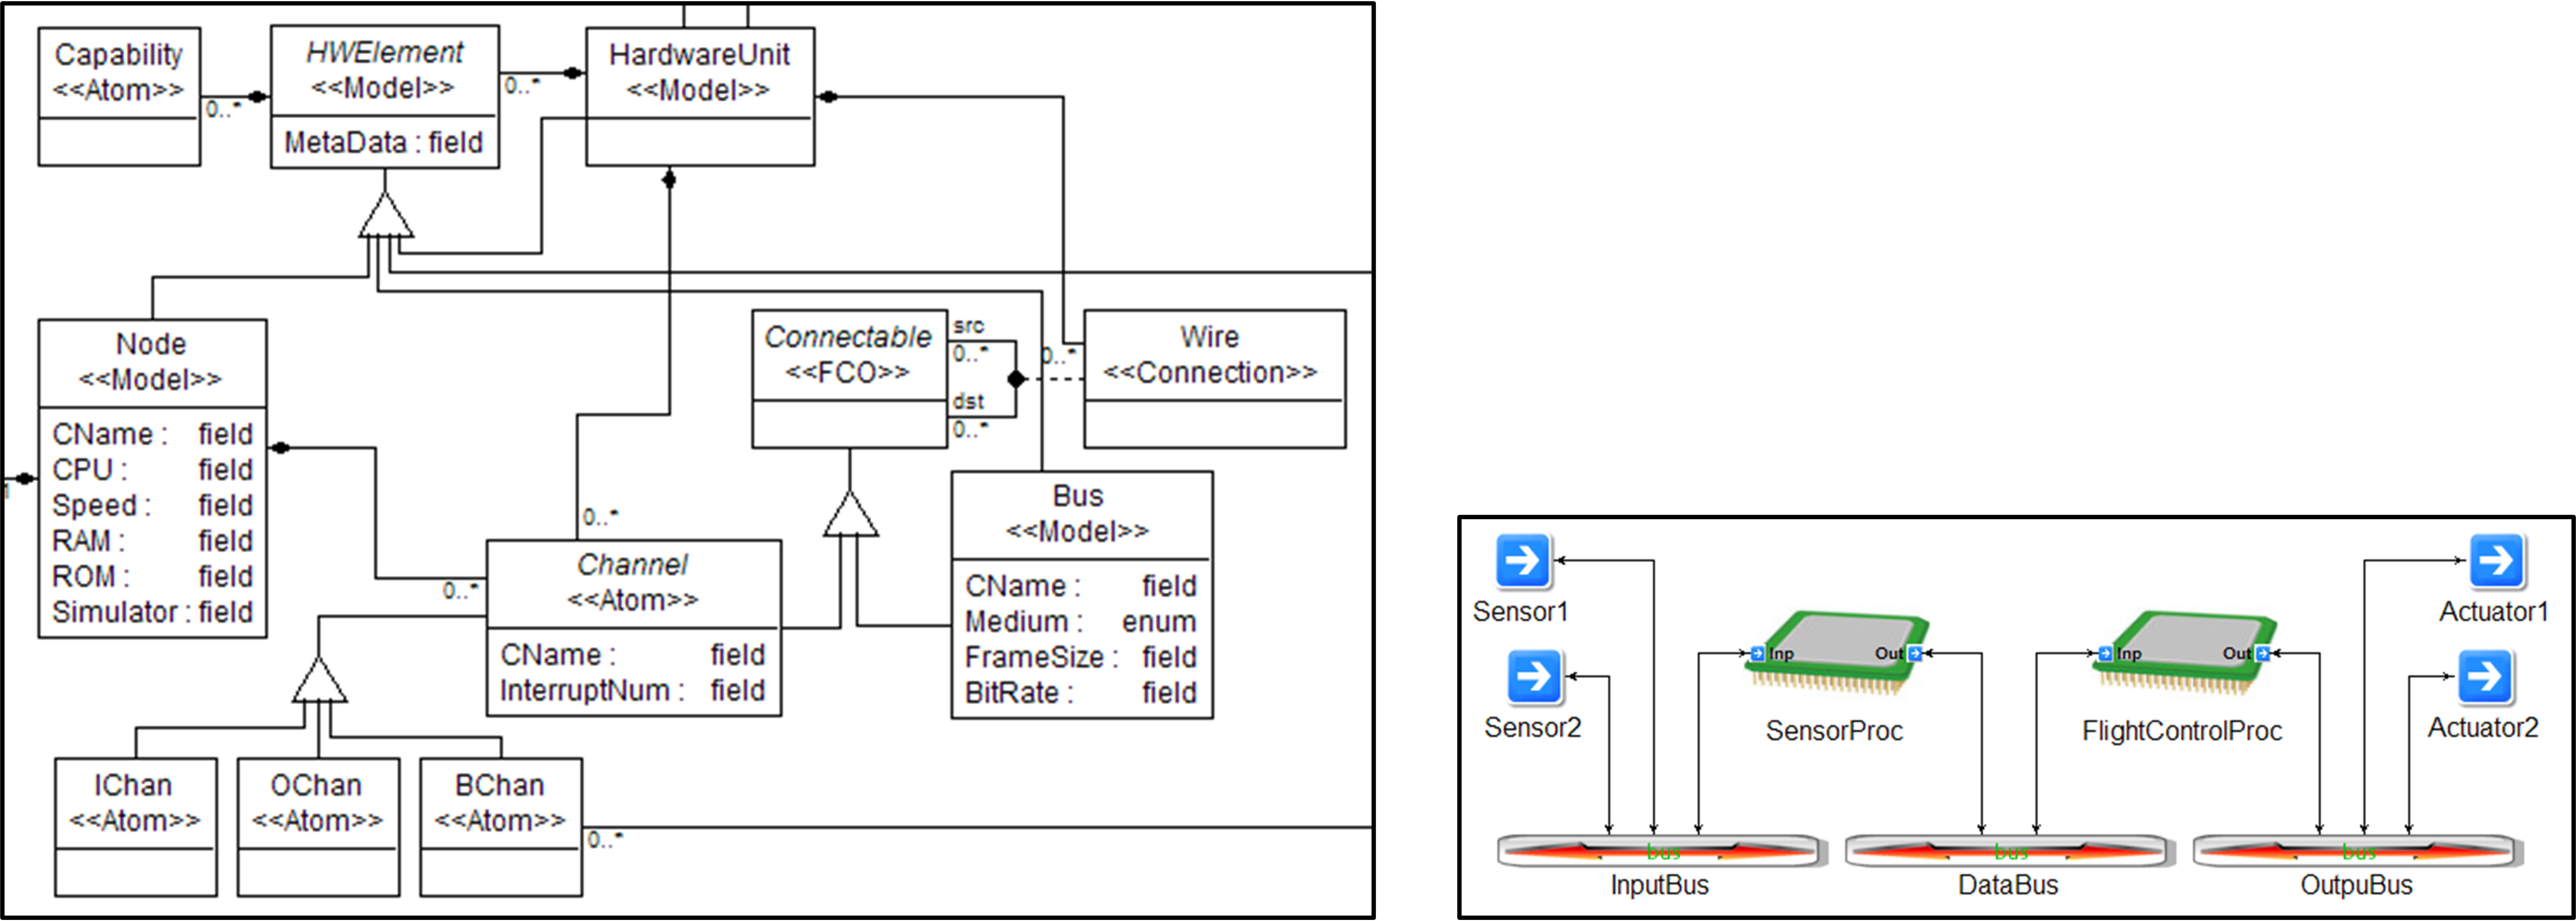 Capability
<<Atom>>
0..*
HWElement
<<Model>>
MetaData : field
0..*
HardwareUnit
<<Model>>
Node
<<Model>>
CName : field
CPU : field
Speed : field
RAM : field
ROM : field
Simulator : field
Connectable
<<FCO>>
src
0..*
dst
0..*
0..*
Wire
<<Connection>>
0..*
0..*
Channel
<<Atom>>
CName : field
InterruptNum : field
Bus
<<Model>>
CName : field
Medium : enum
FrameSize : field
BitRate : field
IChan
<<Atom>>
OChan
<<Atom>>
BChan
<<Atom>>
0..*
Sensor1
Sensor2
Inp
Out
SensorProc
Inp
Out
FlightControlProc
Actuator1
Actuator2
bus
InputBus
bus
DataBus
bus
OutpuBus